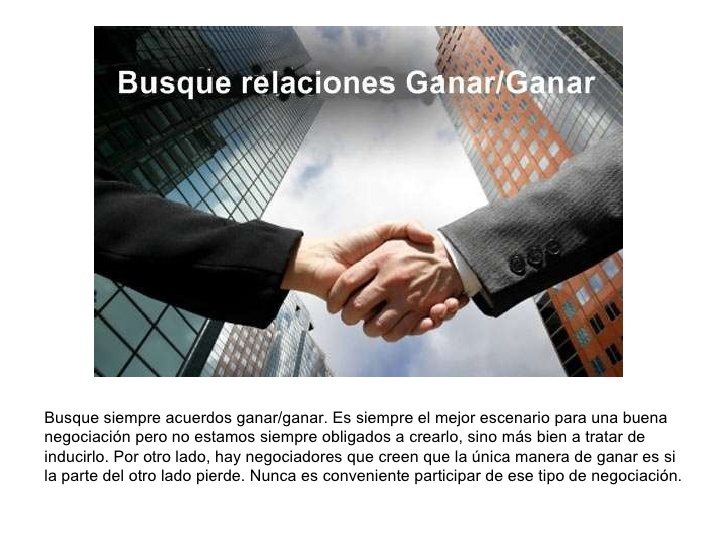 Busque relaciones Ganar/Ganar
Busque siempre acuerdos ganar/ganar. Es siempre el mejor escenario para una buena
negociación pero no estamos siempre obligados a crearlo, sino más bien a tratar de
inducirlo. Por otro lado, hay negociadores que creen que la única manera de ganar es si
la parte del otro lado pierde. Nunca es conveniente participar de ese tipo de negociación.